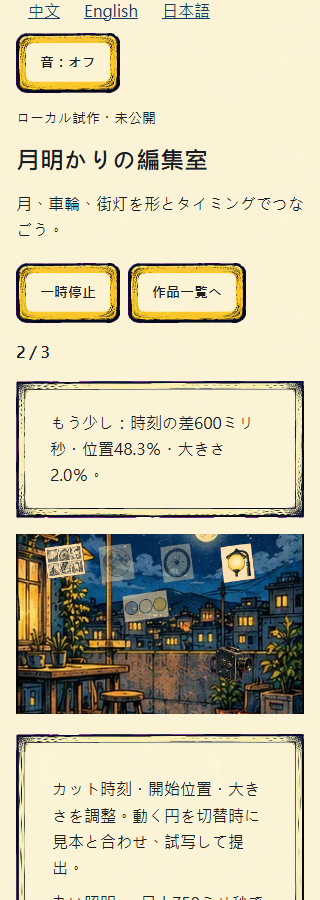 中文 English 日本語
音：オフ
ローカル試作・未公開
月明かりの編集室
月、車輪、街灯を形とタイミングでつな
ごう。
一時停止 作品一覧へ
2 / 3
もう少し：時刻の差600ミリ
秒・位置48.3%・大きさ
2.0%。
カット時刻・開始位置・大き
さを調整。動く円を切替時に
見本と合わせ、試写して提
出。